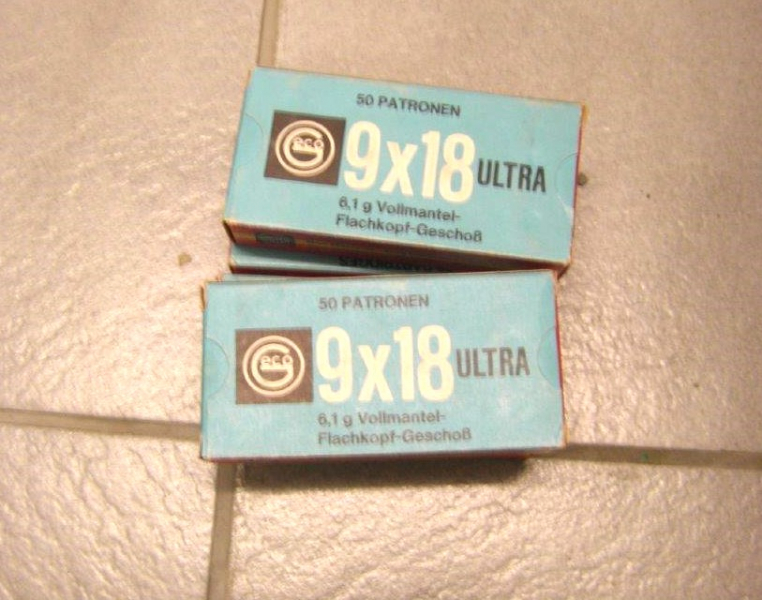 50 PATRONEN
Geco
9x18 ULTRA
6,1 g Vollmantel-
Flachkopf-Geschoß
50 PATRONEN
Geco
9x18 ULTRA
6,1 g Vollmantel-
Flachkopf-Geschoß